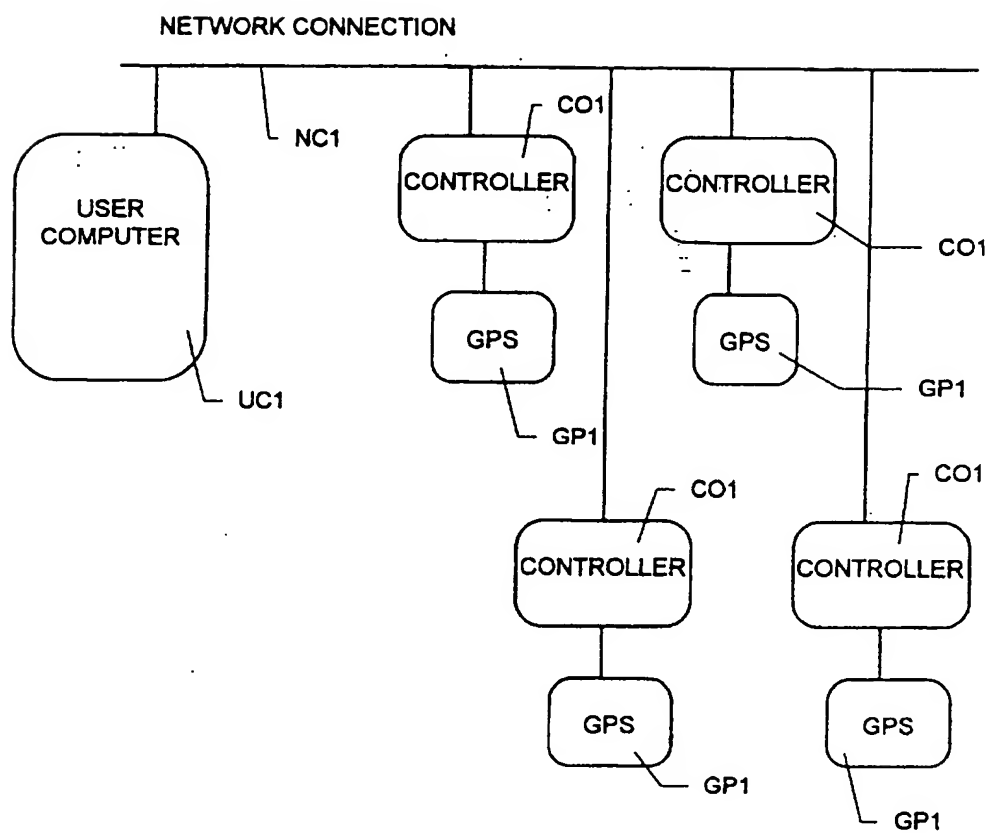 NETWORK CONNECTION
NC1
CO1
CONTROLLER
CONTROLLER
USER
COMPUTER
CO1
GPS
GPS
UC1
GP1
GP1
CO1
CO1
CONTROLLER
CONTROLLER
GPS
GPS
GP1
GP1